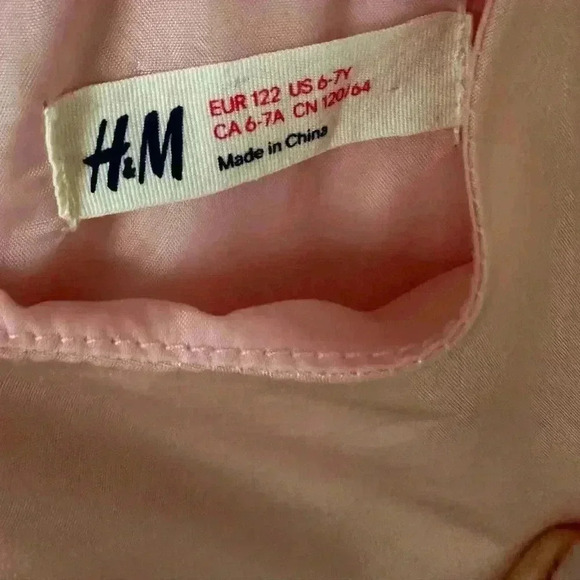 H&M
EUR 122 US 6-7Y
CA 6-7A CN 120/64
Made in China